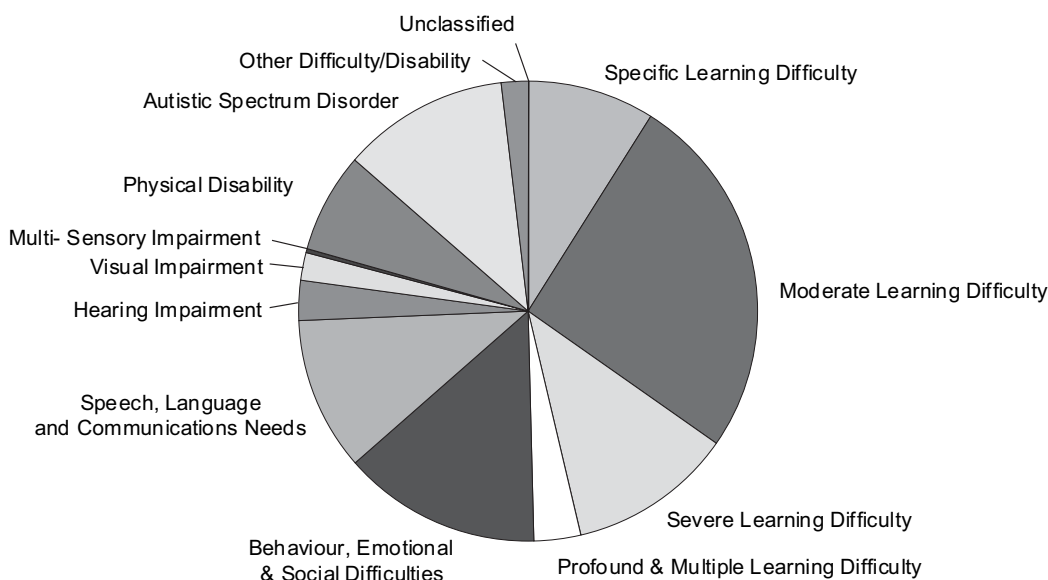 Unclassified
Other Difficulty/Disability
Specific Learning Difficulty
Autistic Spectrum Disorder
Physical Disability
Multi- Sensory Impairment
Visual Impairment
Moderate Learning Difficulty
Hearing Impairment
Speech, Language
and Communications Needs
Severe Learning Difficulty
Behaviour, Emotional
& Social Difficulties
Profound & Multiple Learning Difficulty